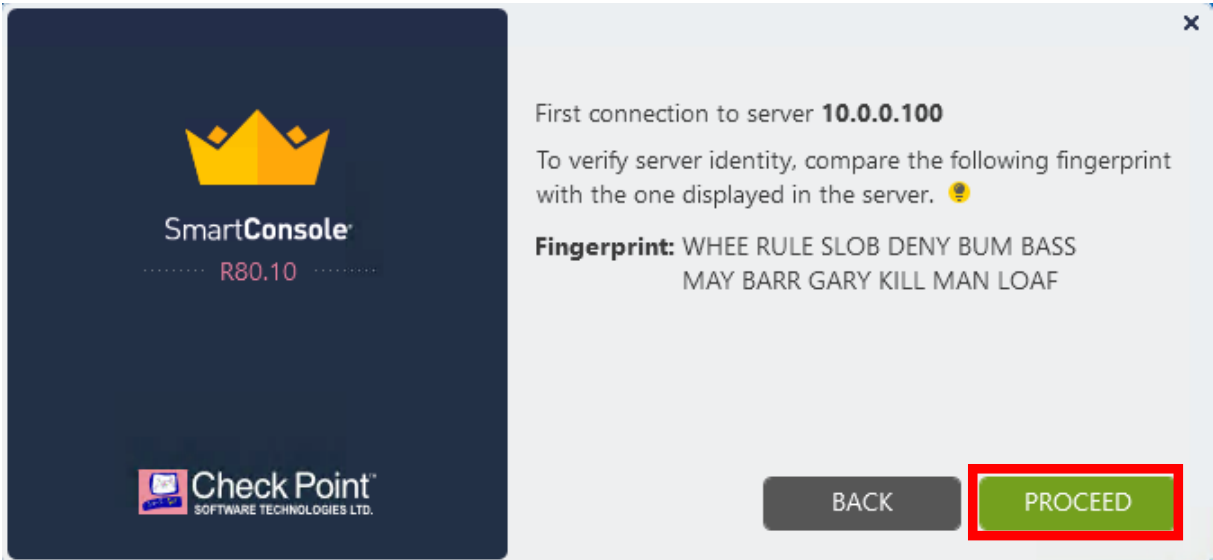 First connection to server 10.0.0.100
To verify server identity, compare the following fingerprint
with the one displayed in the server.
Fingerprint: WHEE RULE SLOB DENY BUM BASS
MAY BARR GARY KILL MAN LOAF
SmartConsole
R80.10
Check Point™
SOFTWARE TECHNOLOGIES LTD.
BACK
PROCEED